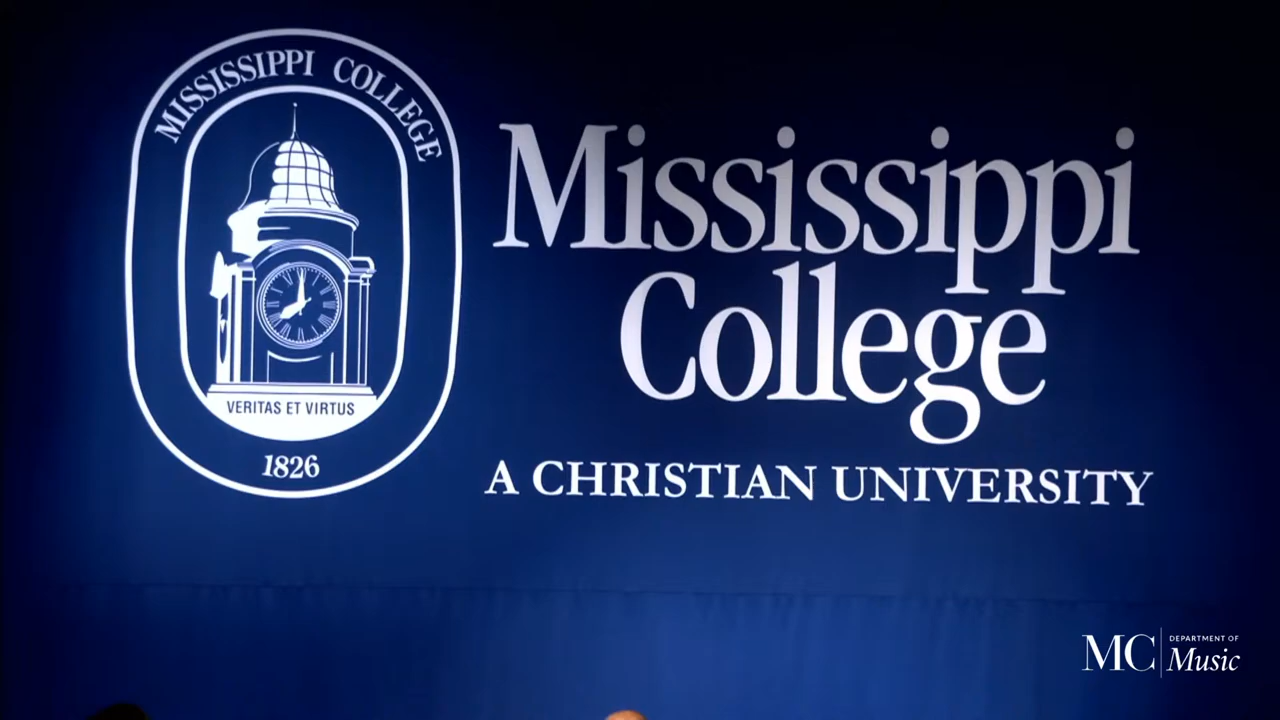 MISSISSIPPI COLLEGE
VERITAS ET VIRTUS
1826
Mississippi
College
A CHRISTIAN UNIVERSITY
MC
DEPARTMENT OF
Music